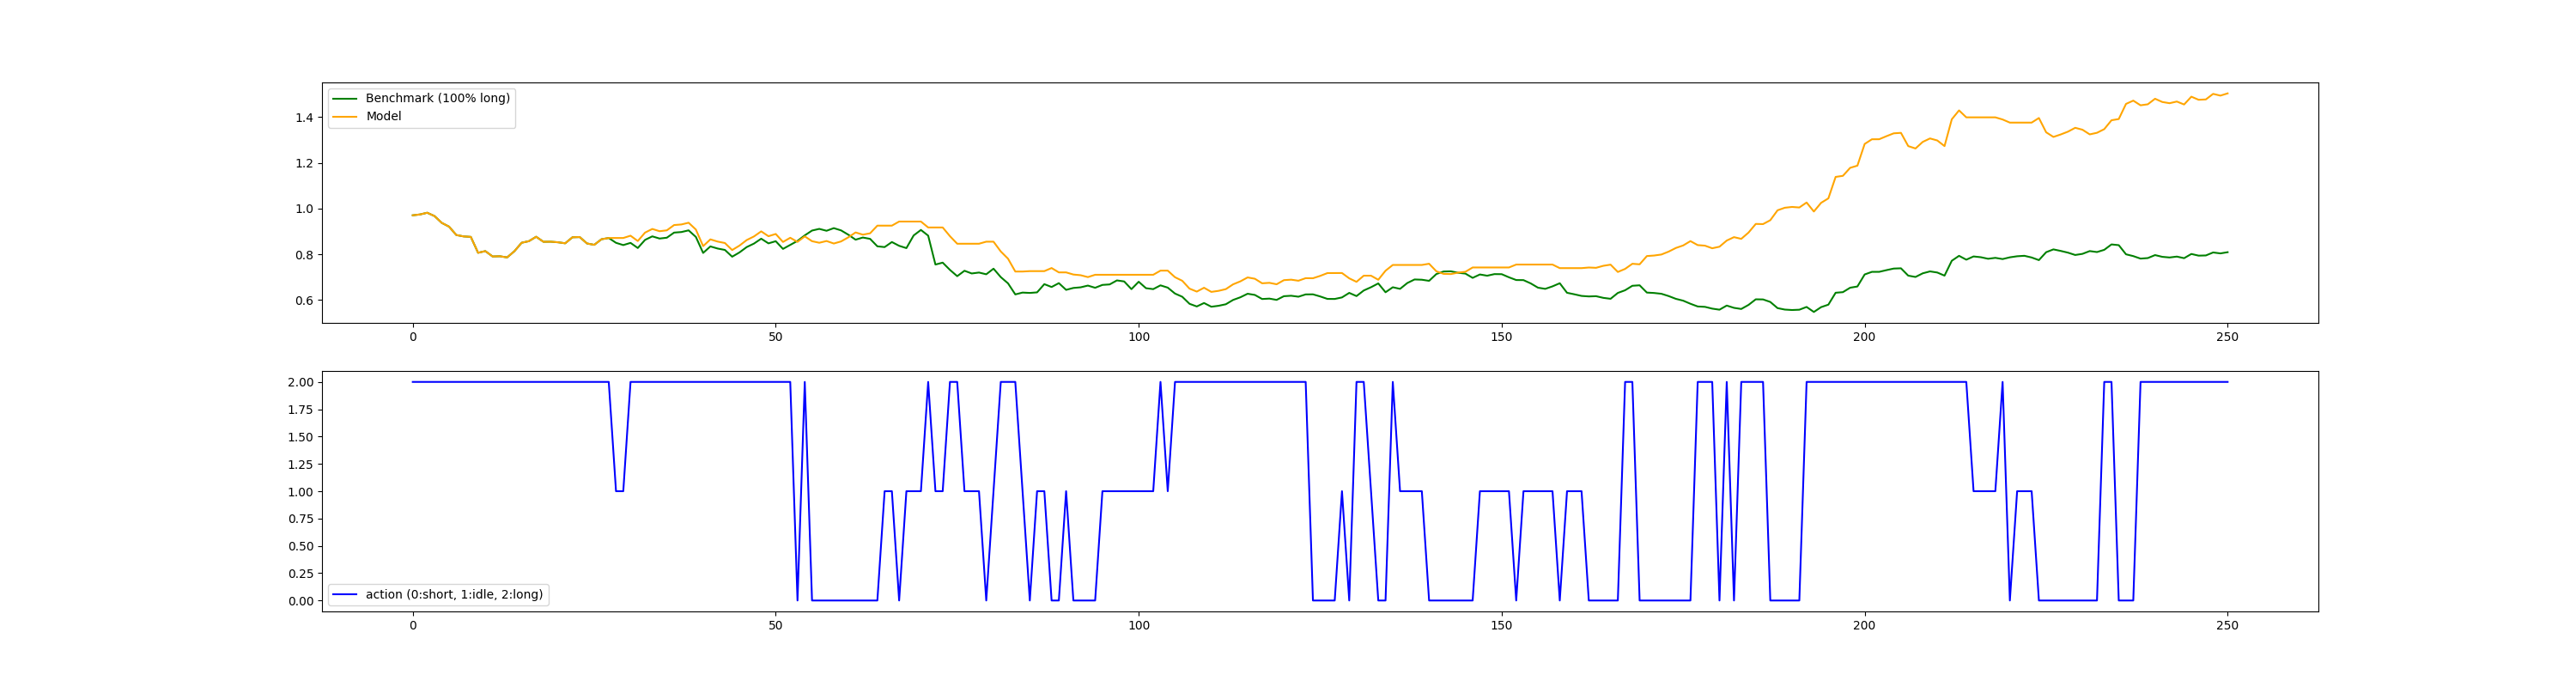 Benchmark (100% long)
Model
1.4
1.2
1.0
0.8
0.6
0 50 100 150 200 250
2.00
1.75
1.50
1.25
1.00
0.75
0.50
0.25
0.00
action (0:short, 1:idle, 2:long)
0 50 100 150 200 250